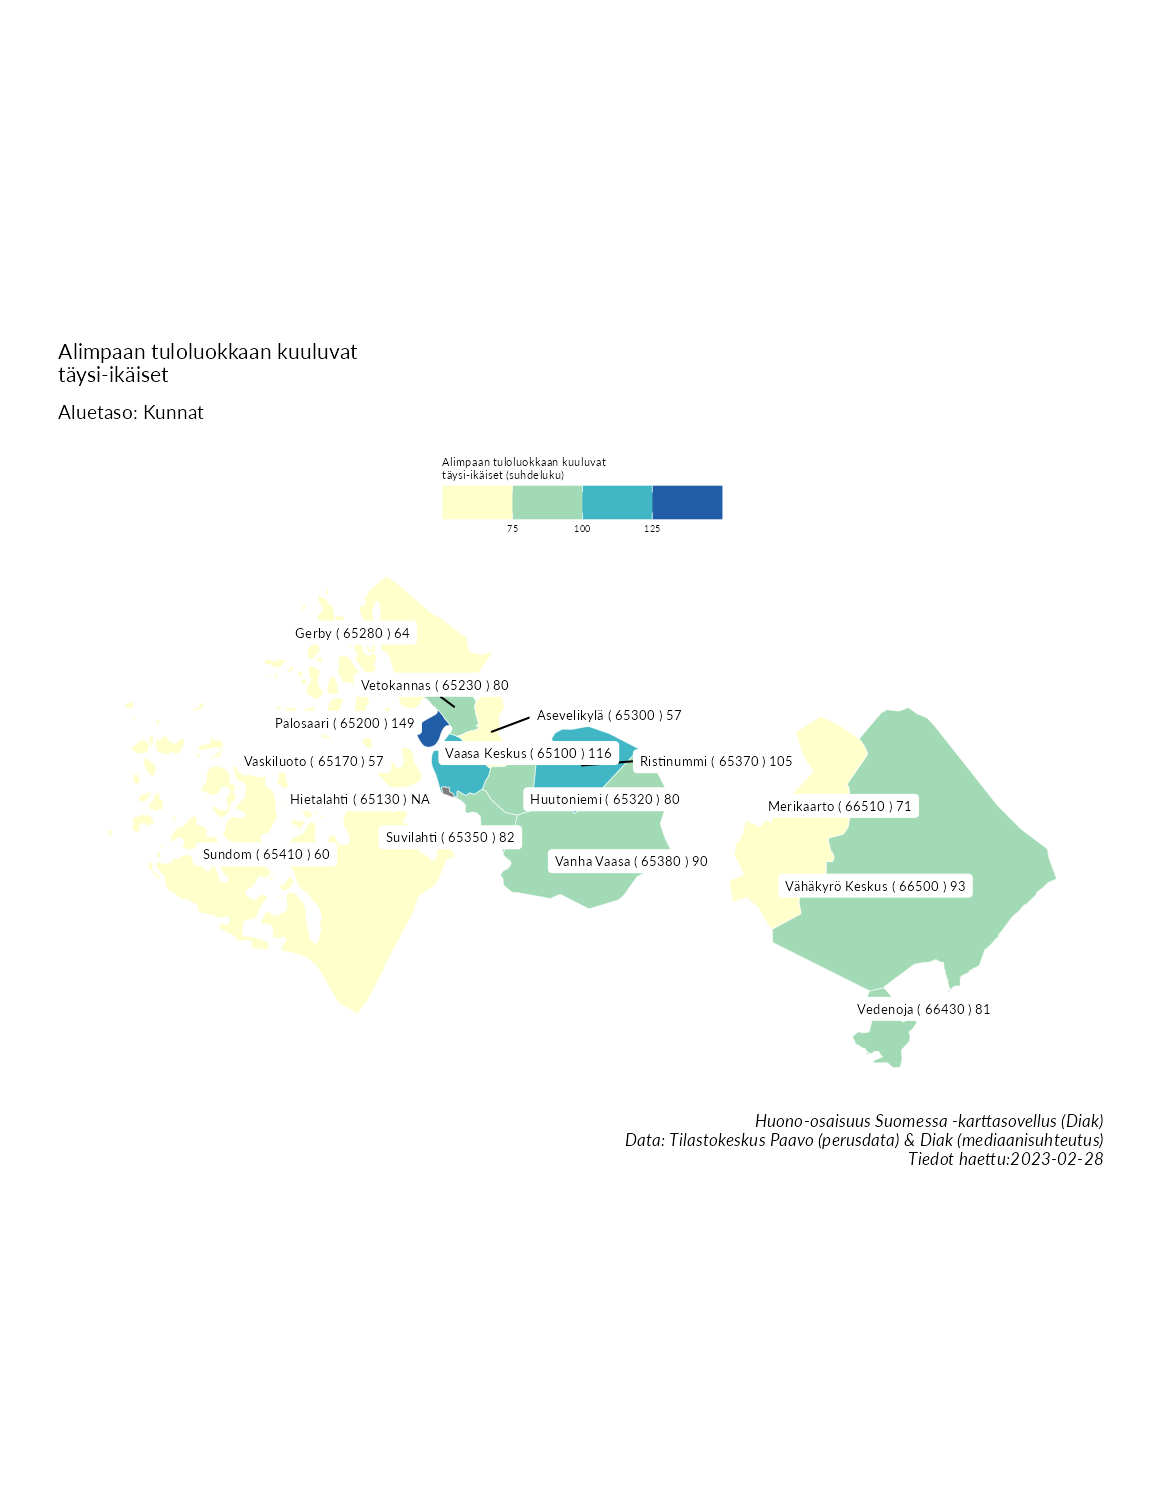 Alimpaan tuloluokkaan kuuluvat
täysi-ikäiset
Aluetaso: Kunnat
Alimpaan tuloluokkaan kuuluvat
täysi-ikäiset (suhdeluku)
75 100 125
Gerby ( 65280 ) 64
Vetokannas ( 65230 ) 80
Asevelikylä ( 65300 ) 57
Palosaari ( 65200 ) 149
Vaasa Keskus ( 65100 ) 116
Vaskiluoto ( 65170 ) 57
Ristinummi ( 65370 ) 105
Hietalahti ( 65130 ) NA
Huutoniemi ( 65320 ) 80
Merikaarto ( 66510 ) 71
Suvilahti ( 65350 ) 82
Sundom ( 65410 ) 60
Vanha Vaasa ( 65380 ) 90
Vähäkyrö Keskus ( 66500 ) 93
Vedenoja ( 66430 ) 81
Huono-osaisuus Suomessa -karttasovellus (Diak)
Data: Tilastokeskus Paavo (perusdata) & Diak (mediaanisuhteutus)
Tiedot haettu:2023-02-28